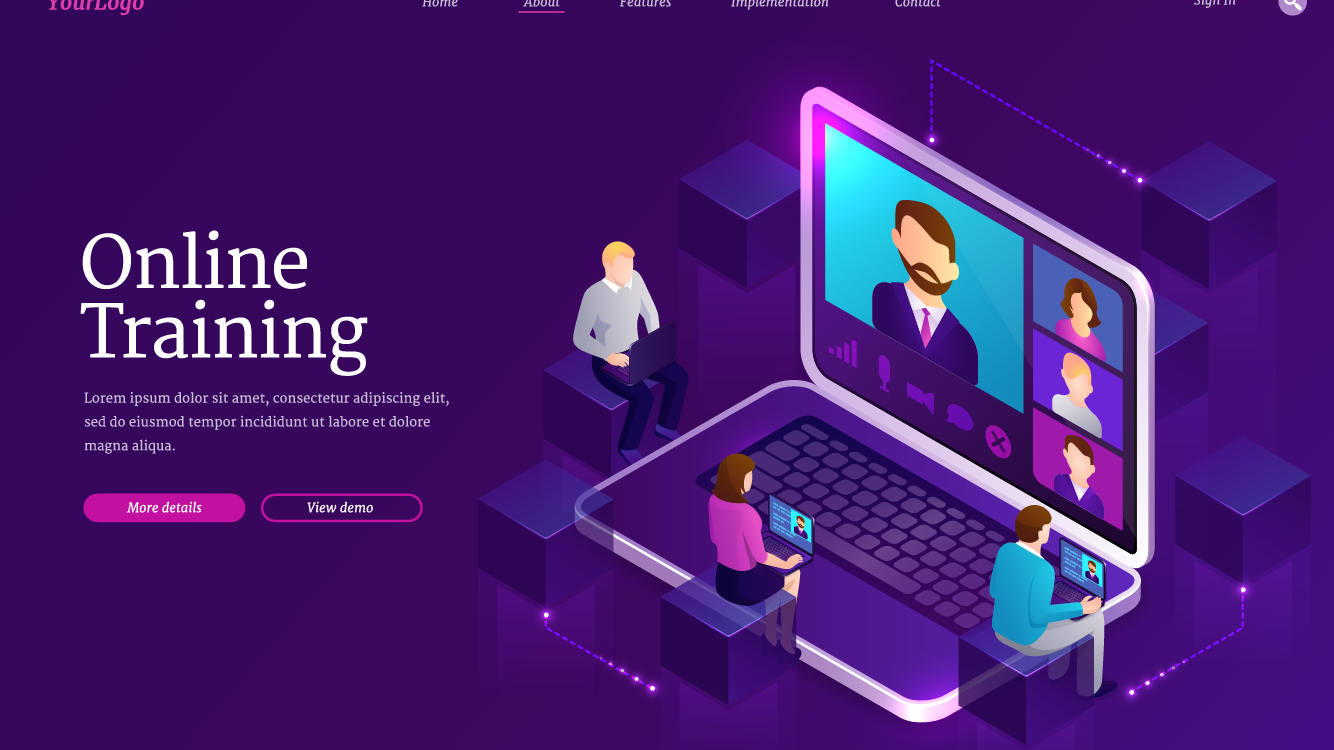 YourLogo
Home
About
Features
Implementation
Contact
Sign In
Online
Training
Lorem ipsum dolor sit amet, consectetur adipiscing elit,
sed do eiusmod tempor incididunt ut labore et dolore
magna aliqua.
More details
View demo